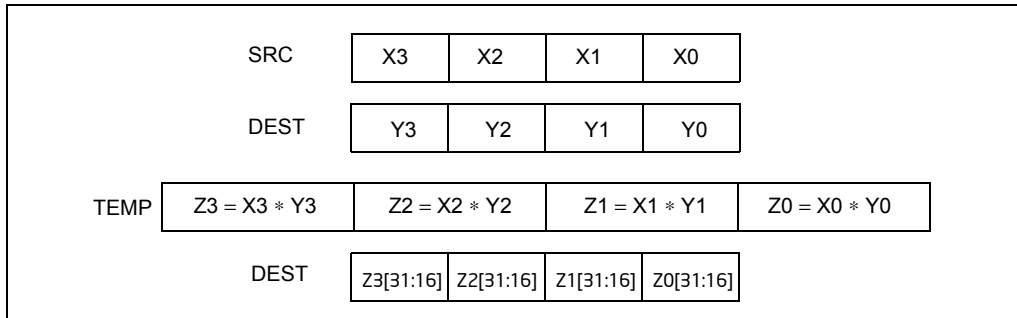 SRC X3 X2 X1 X0
DEST Y3 Y2 Y1 Y0
TEMP Z3 = X3 ∗ Y3 Z2 = X2 ∗ Y2 Z1 = X1 ∗ Y1 Z0 = X0 ∗ Y0
DEST Z3[31:16] Z2[31:16] Z1[31:16] Z0[31:16]